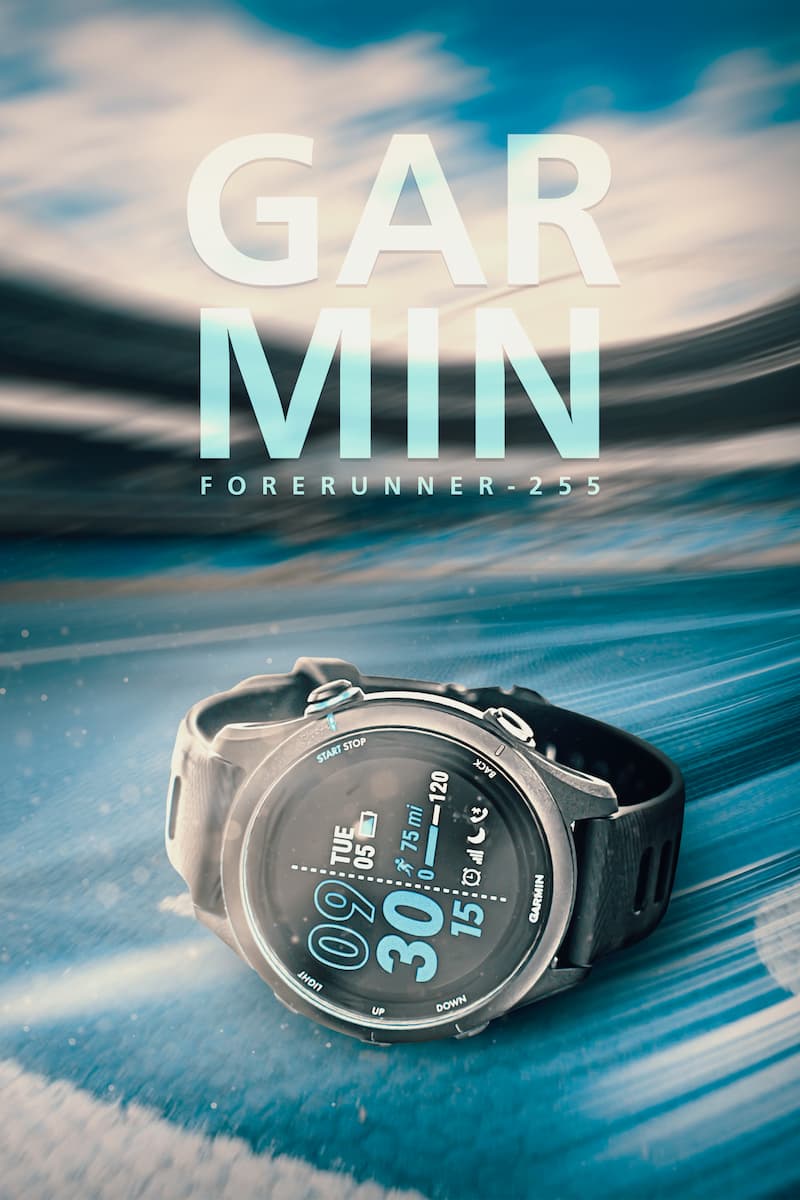 GAR
MIN
FORERUNNER-255
START STOP
BACK
TUE
05
75 mi
0
120
09
30
15
GARMIN
LIGHT
UP
DOWN